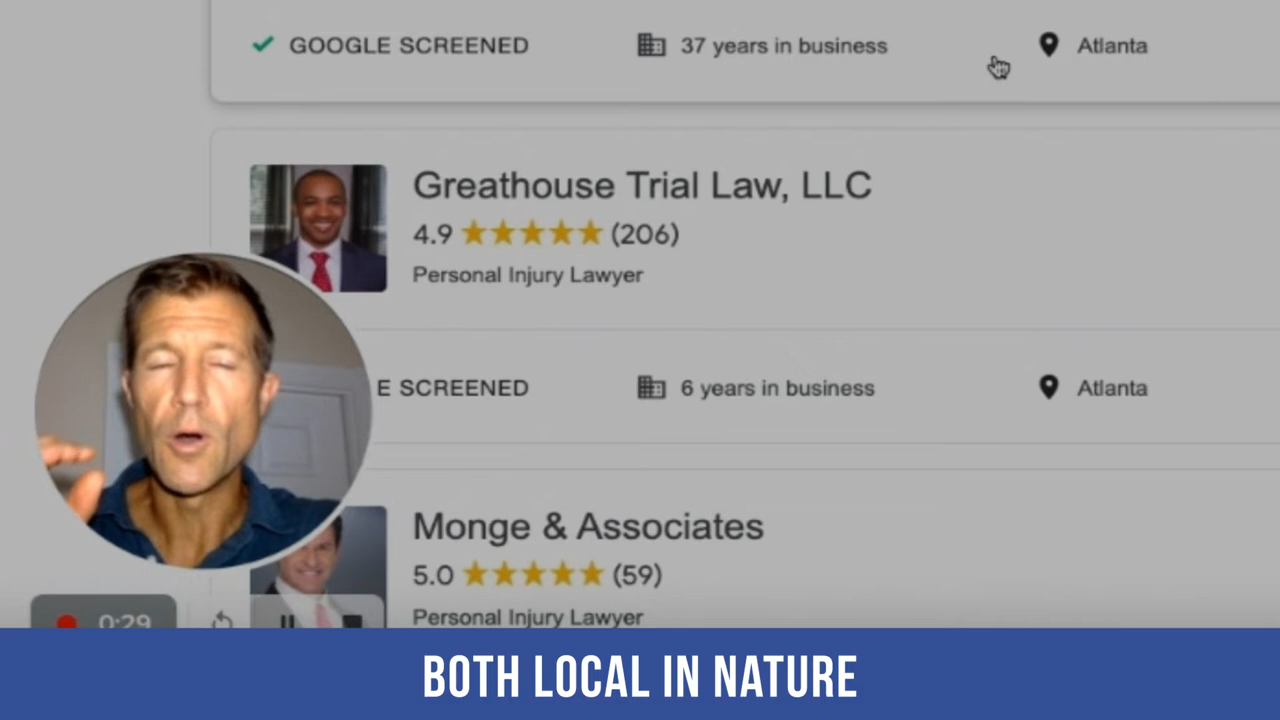 GOOGLE SCREENED 37 years in business Atlanta
Greathouse Trial Law, LLC
4.9 (206)
Personal Injury Lawyer
E SCREENED 6 years in business Atlanta
Monge & Associates
5.0 (59)
Personal Injury Lawyer
0:29
BOTH LOCAL IN NATURE